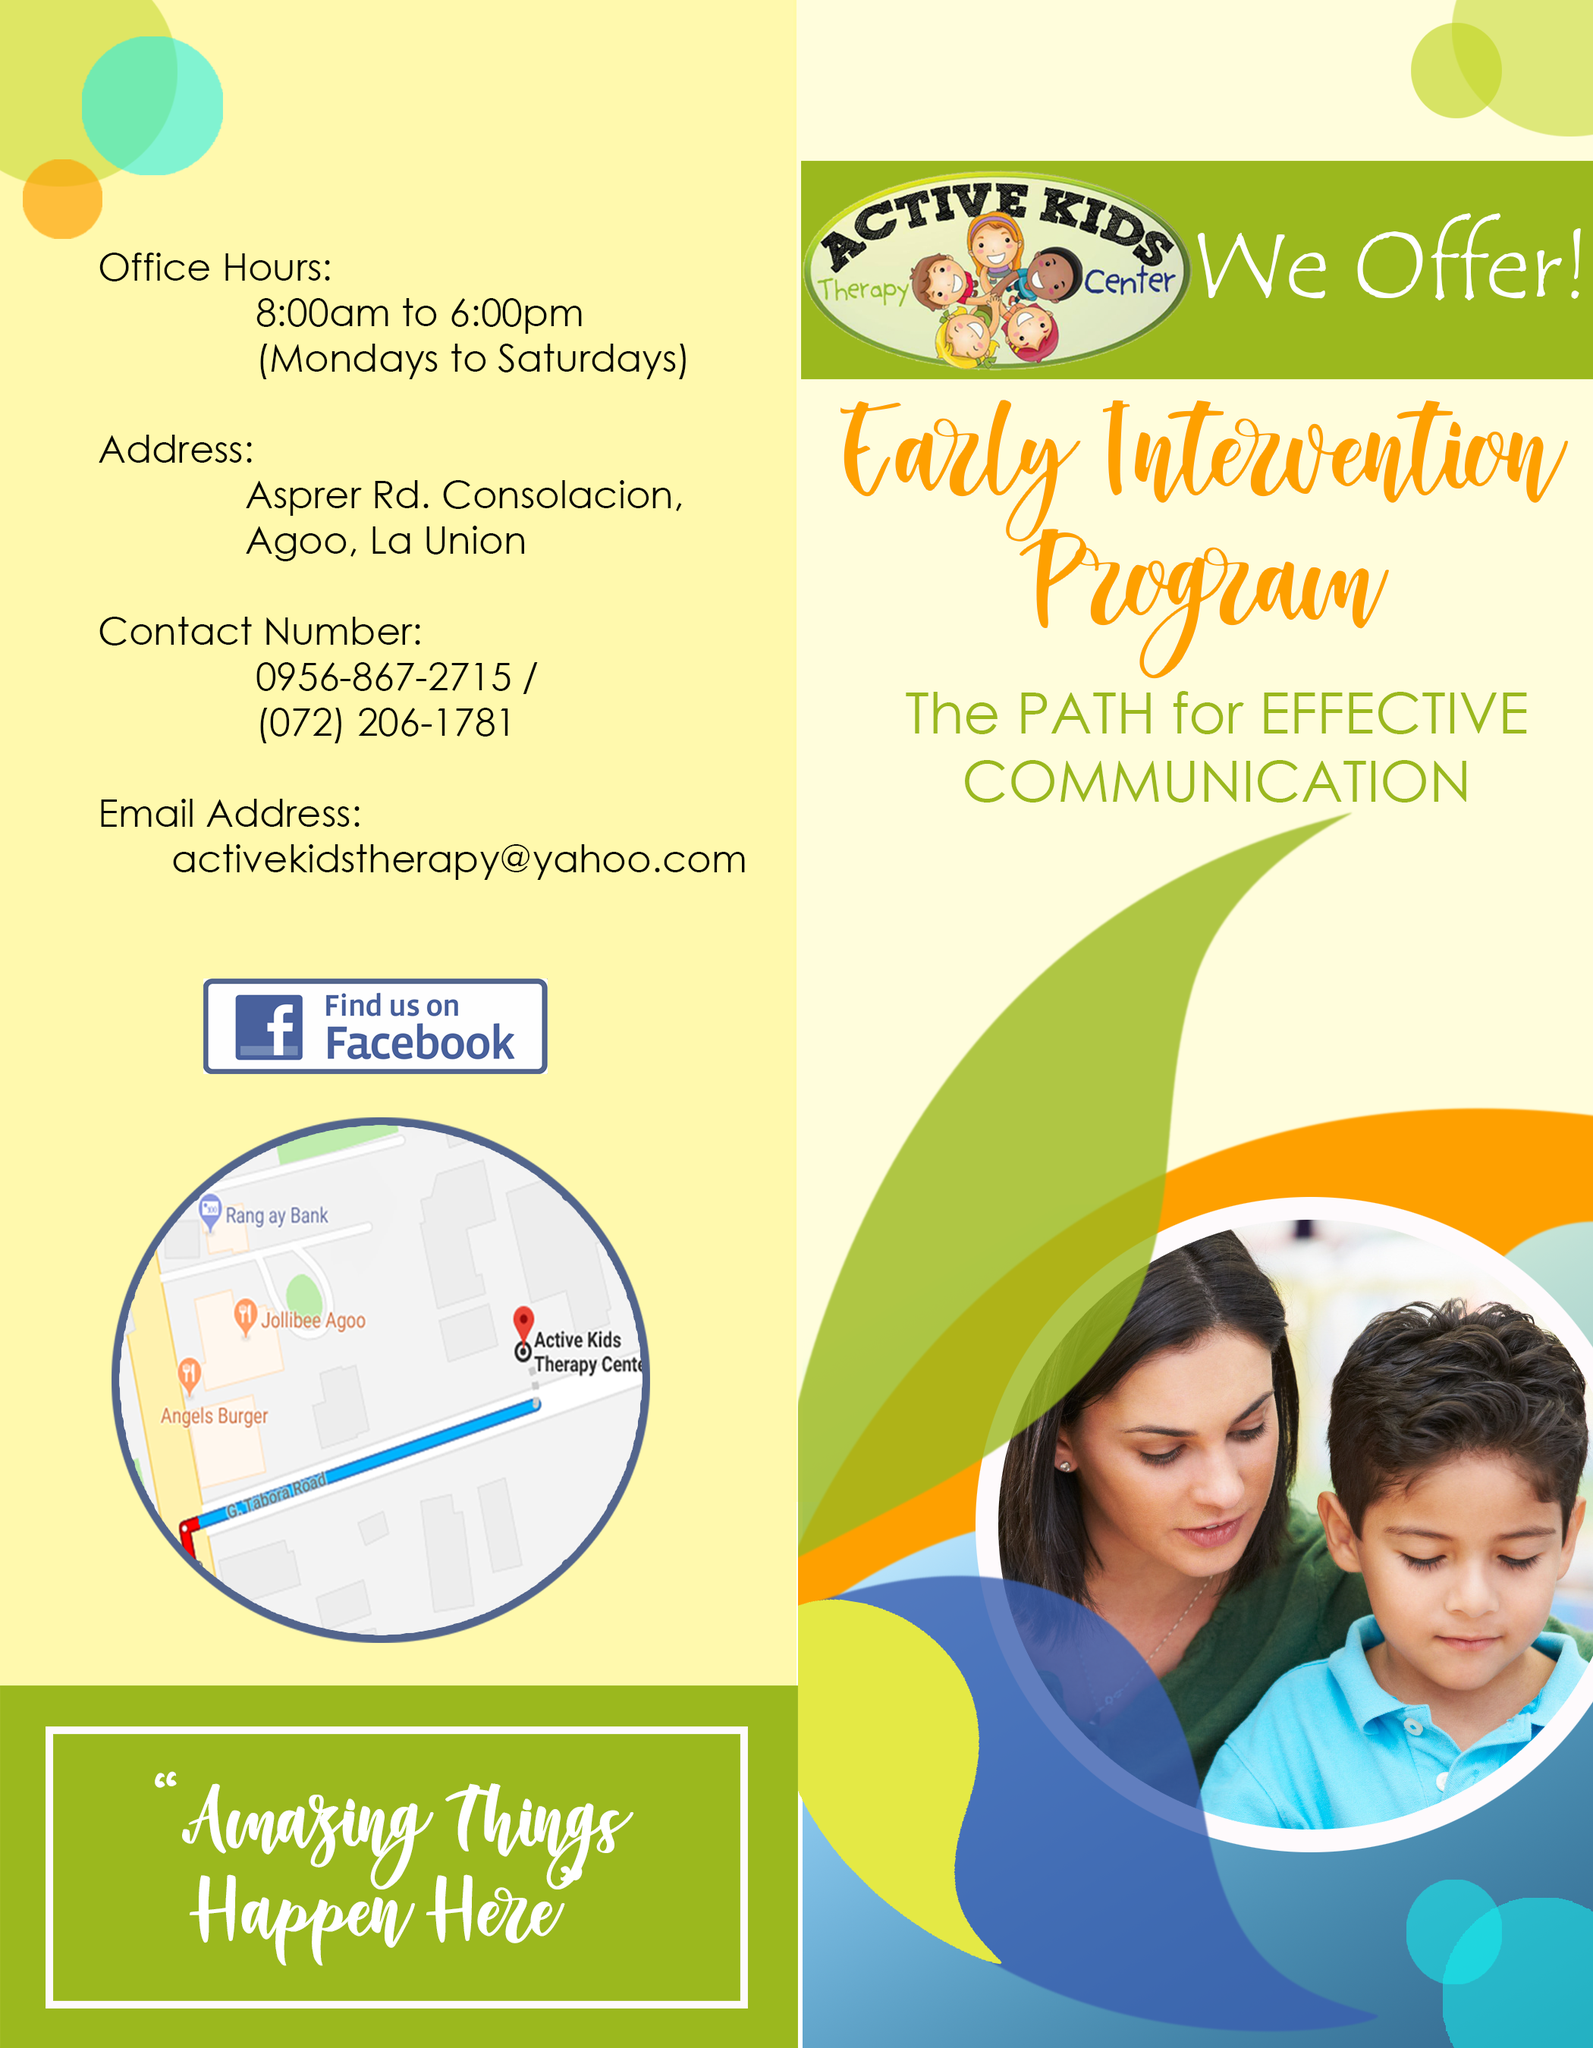 Office Hours:
8:00am to 6:00pm
(Mondays to Saturdays)
Address:
Asprer Rd. Consolacion,
Agoo, La Union
Contact Number:
0956-867-2715 /
(072) 206-1781
Email Address:
activekidstherapy@yahoo.com
Find us on
Facebook
Rang ay Bank
Jollibee Agoo
Active Kids
Therapy Cente
Angels Burger
G. Tabora Road
“Amazing Things
Happen Here”
ACTIVE KIDS
Therapy Center
We Offer!
Early Intervention
Program
The PATH for EFFECTIVE
COMMUNICATION